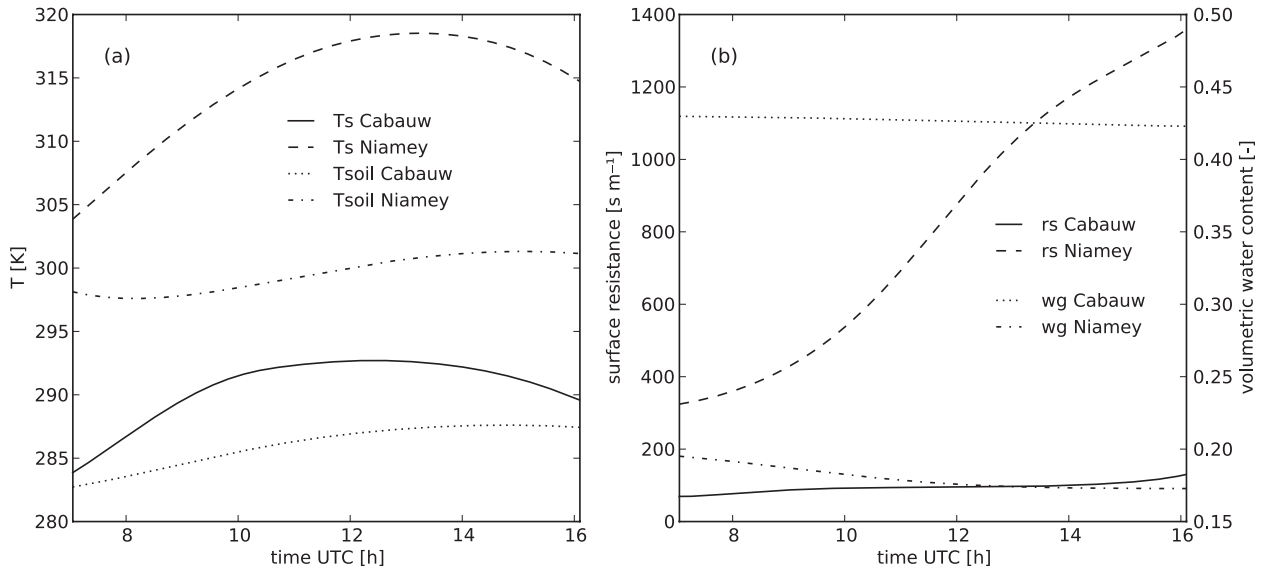 320
315
310
305
300
295
290
285
280
T [K]
(a)
Ts Cabauw
Ts Niamey
Tsoil Cabauw
Tsoil Niamey
8
10
12
14
16
time UTC [h]
1400
1200
1000
800
600
400
200
0
surface resistance [s m⁻¹]
(b)
rs Cabauw
rs Niamey
wg Cabauw
wg Niamey
8
10
12
14
16
time UTC [h]
0.50
0.45
0.40
0.35
0.30
0.25
0.20
0.15
volumetric water content [-]